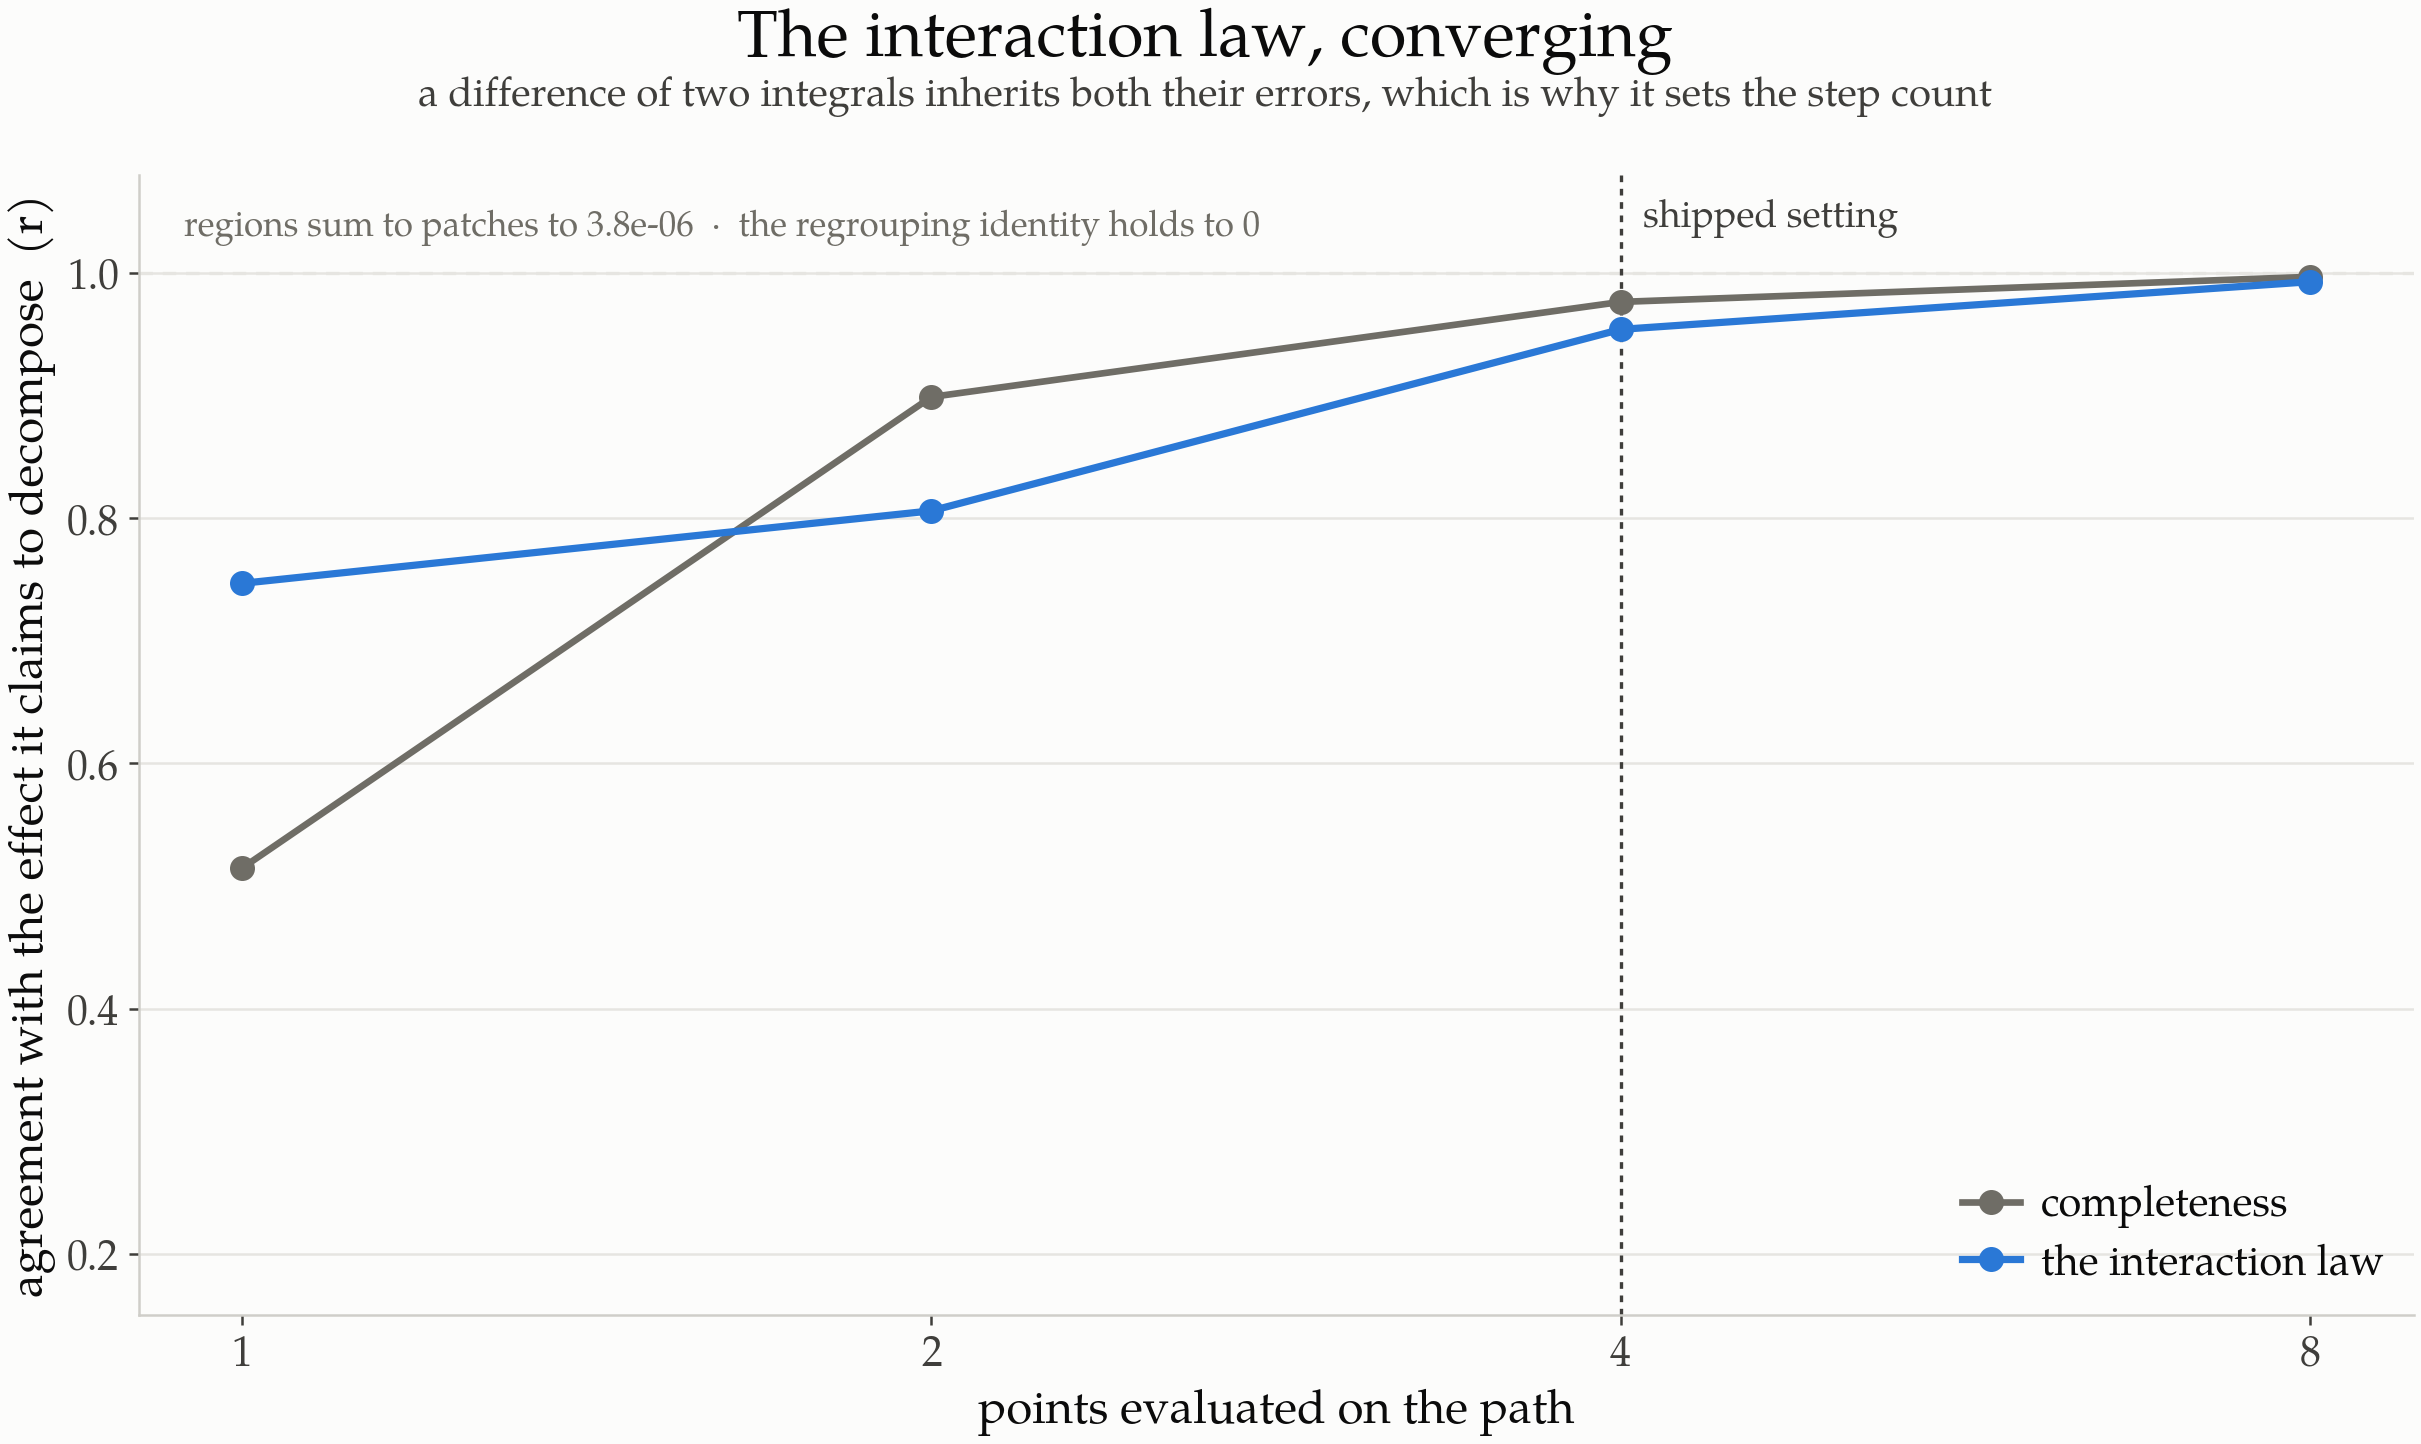 The interaction law, converging
a difference of two integrals inherits both their errors, which is why it sets the step count
regions sum to patches to 3.8e-06 · the regrouping identity holds to 0
shipped setting
agreement with the effect it claims to decompose (r)
1.0
0.8
0.6
0.4
0.2
completeness
the interaction law
1 2 4 8
points evaluated on the path